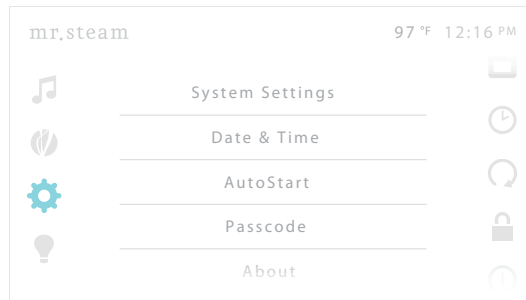 mr.steam
97 °F 12:16 PM
System Settings
Date & Time
AutoStart
Passcode
About